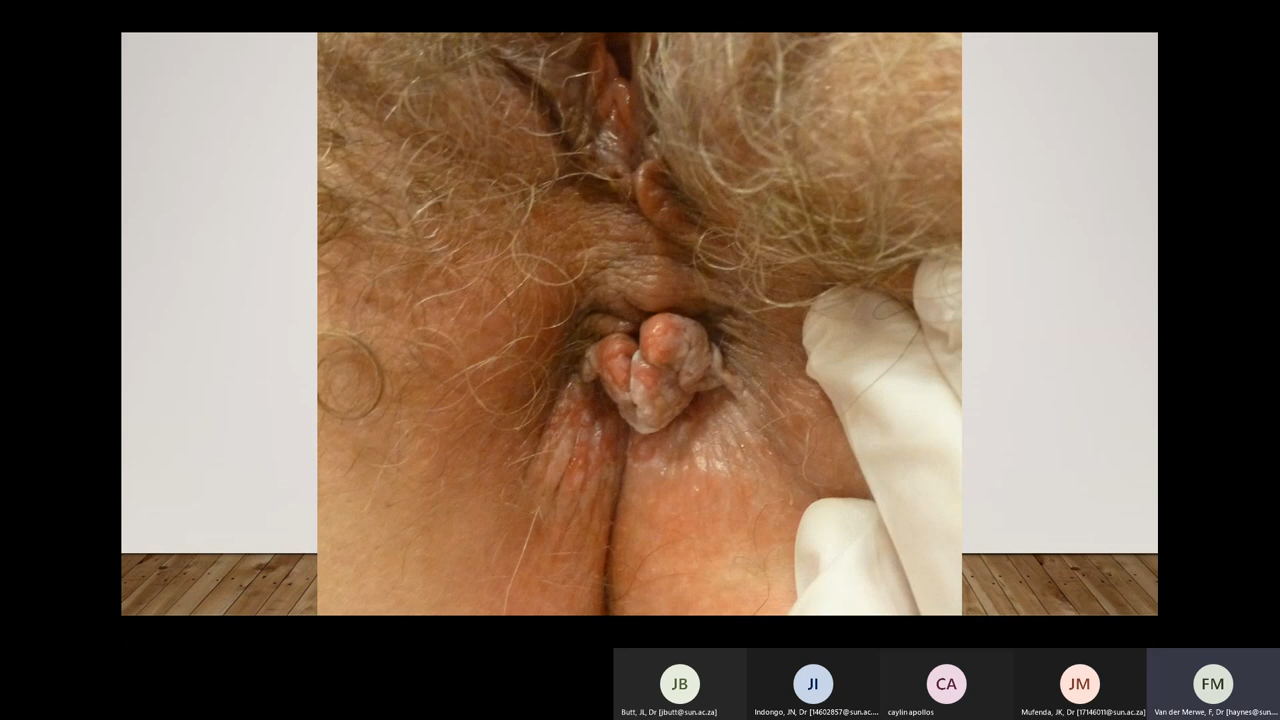 JB
Butt, JL, Dr [jbutt@sun.ac.za]
JI
Indongo, JN, Dr [14602857@sun.ac....
CA
caylin apollos
JM
Mufenda, JK, Dr [17146011@sun.ac.za]
FM
Van der Merwe, F, Dr [haynes@sun...